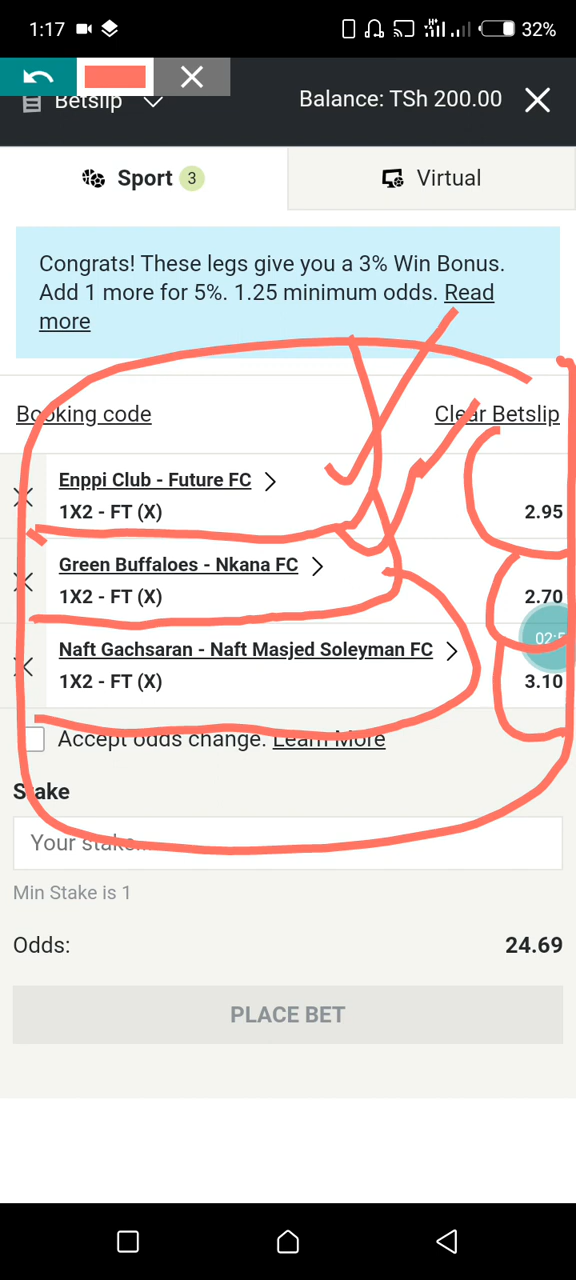 1:17 32%
Betslip Balance: TSh 200.00
Sport 3 Virtual
Congrats! These legs give you a 3% Win Bonus.
Add 1 more for 5%. 1.25 minimum odds. Read
more
Booking code Clear Betslip
Enppi Club - Future FC
1X2 - FT (X) 2.95
Green Buffaloes - Nkana FC
1X2 - FT (X) 2.70
Naft Gachsaran - Naft Masjed Soleyman FC
1X2 - FT (X) 3.10
Accept odds change. Learn More
Stake
Your stake...
Min Stake is 1
Odds: 24.69
PLACE BET